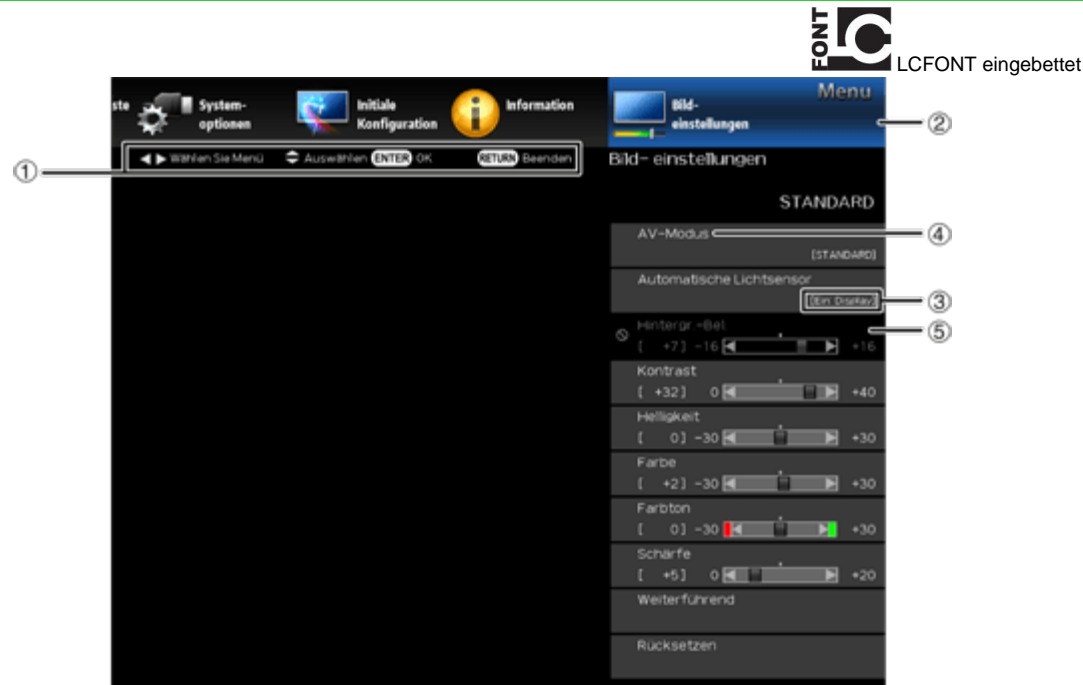 FONT LC
LCFONT eingebettet
Menu
ste
System-
optionen
Initiale
Konfiguration
Information
Bild-
einstellungen
②
①
Wählen Sie Menü Auswählen ENTER OK RETURN Beenden
Bild- einstellungen
STANDARD
AV-Modus
④
[STANDARD]
Automatische Lichtsensor
[Ein: Display]
③
Hintergr.-Bel
⑤
[ +7] -16 +16
Kontrast
[ +32] 0 +40
Helligkeit
[ 0] -30 +30
Farbe
[ +2] -30 +30
Farbton
[ 0] -30 +30
Schärfe
[ +5] 0 +20
Weiterführend
Rücksetzen